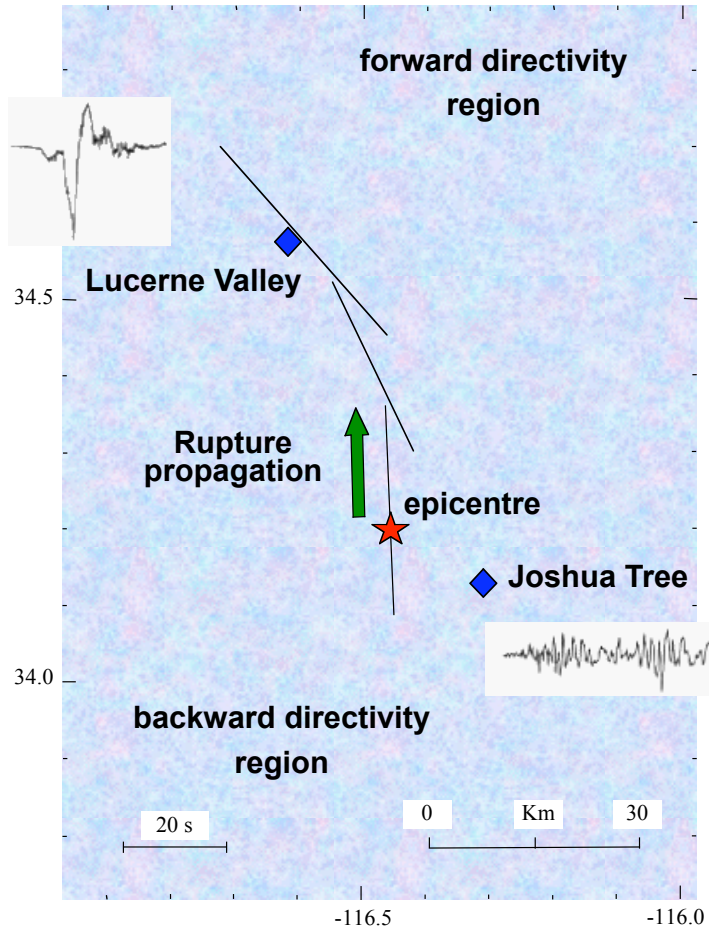 forward directivity
region
Lucerne Valley
34.5
Rupture
propagation
epicentre
Joshua Tree
34.0
backward directivity
region
20 s
0
Km
30
-116.5
-116.0